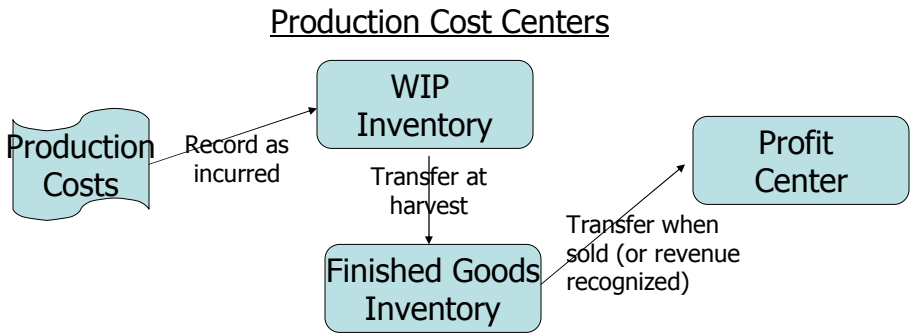 Production Cost Centers
WIP
Inventory
Production
Costs
Record as
incurred
Profit
Center
Transfer at
harvest
Transfer when
sold (or revenue
recognized)
Finished Goods
Inventory